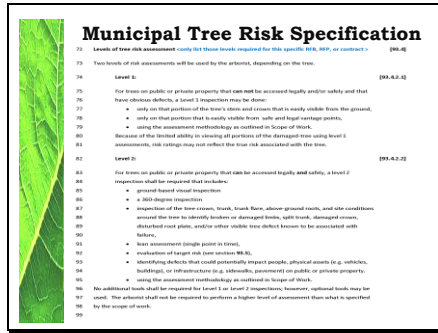 Municipal Tree Risk Specification
72 Levels of tree risk assessment <only list those levels required for this specific RFB, RFP, or contract > [93.4]
73 Two levels of risk assessments will be used by the arborist, depending on the tree.
74 Level 1: [93.4.2.1]
75 For trees on public or private property that can not be accessed legally and/or safety and that
76 have obvious defects, a Level 1 inspection may be done:
77 • only on that portion of the tree's stem and crown that is easily visible from the ground,
78 • only on that portion that is easily visible from safe and legal vantage points,
79 • using the assessment methodology as outlined in Scope of Work.
80 Because of the limited ability in viewing all portions of the damaged tree using level 1
81 assessments, risk ratings may not reflect the true risk associated with the tree.
82 Level 2: [93.4.2.2]
83 For trees on public or private property that can be accessed legally and safely, a level 2
84 inspection shall be required that includes:
85 • ground-based visual inspection
86 • a 360-degree inspection
87 • inspection of the tree crown, trunk, trunk flare, above-ground roots, and site conditions
88 around the tree to identify broken or damaged limbs, split trunk, damaged crown,
89 disturbed root plate, and/or other visible tree defect known to be associated with
90 failure,
91 • lean assessment (single point in time),
92 • evaluation of target risk (see section 93.5),
93 • identifying defects that could potentially impact people, physical assets (e.g. vehicles,
94 buildings), or infrastructure (e.g. sidewalks, pavement) on public or private property.
95 • using the assessment methodology as outlined in Scope of Work.
96 No additional tools shall be required for Level 1 or Level 2 inspections; however, optional tools may be
97 used. The arborist shall not be required to perform a higher level of assessment than what is specified
98 by the scope of work.
99